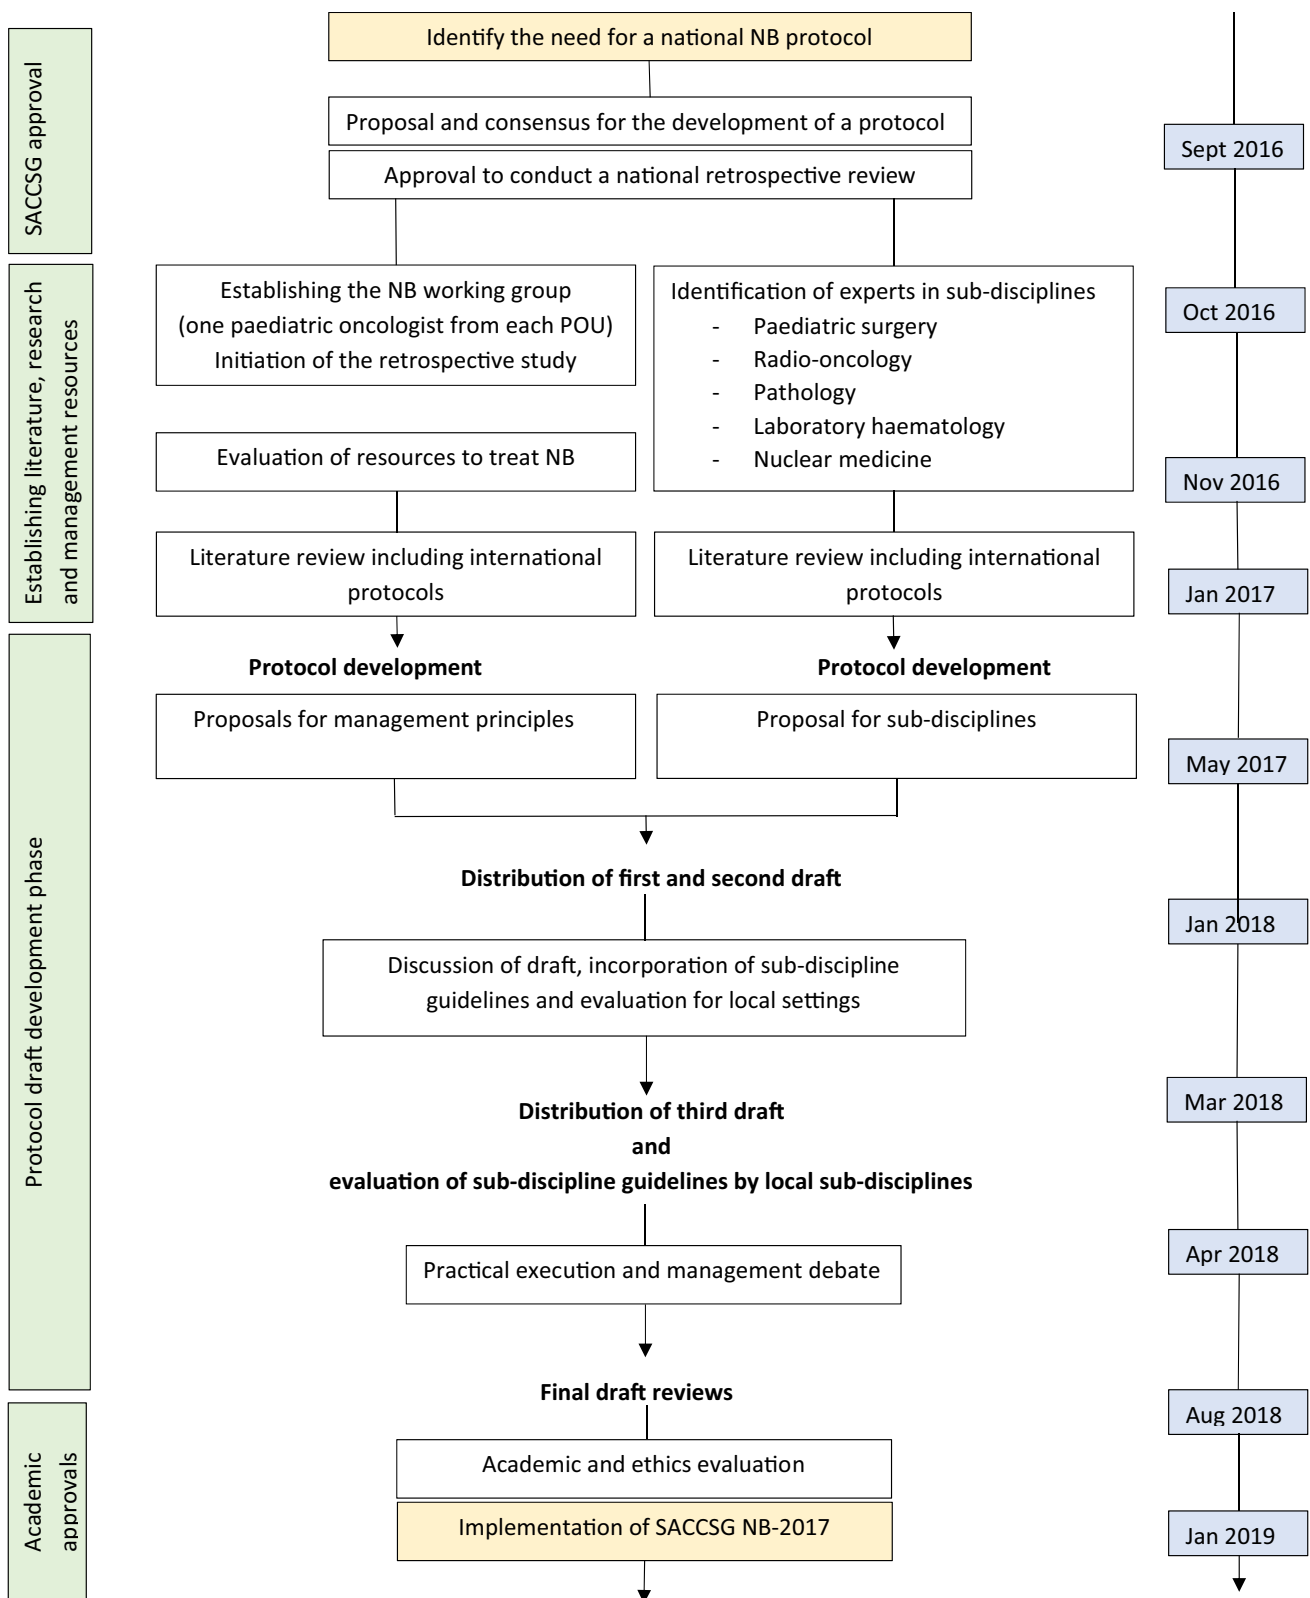 SACCSG approval
Identify the need for a national NB protocol
Proposal and consensus for the development of a protocol
Approval to conduct a national retrospective review
Sept 2016
Establishing literature, research
and management resources
Establishing the NB working group
(one paediatric oncologist from each POU)
Initiation of the retrospective study
Identification of experts in sub-disciplines
- Paediatric surgery
- Radio-oncology
- Pathology
- Laboratory haematology
- Nuclear medicine
Oct 2016
Evaluation of resources to treat NB
Nov 2016
Literature review including international
protocols
Literature review including international
protocols
Jan 2017
Protocol draft development phase
Protocol development
Protocol development
Proposals for management principles
Proposal for sub-disciplines
May 2017
Distribution of first and second draft
Jan 2018
Discussion of draft, incorporation of sub-discipline
guidelines and evaluation for local settings
Distribution of third draft
and
evaluation of sub-discipline guidelines by local sub-disciplines
Mar 2018
Practical execution and management debate
Apr 2018
Final draft reviews
Aug 2018
Academic
approvals
Academic and ethics evaluation
Implementation of SACCSG NB-2017
Jan 2019